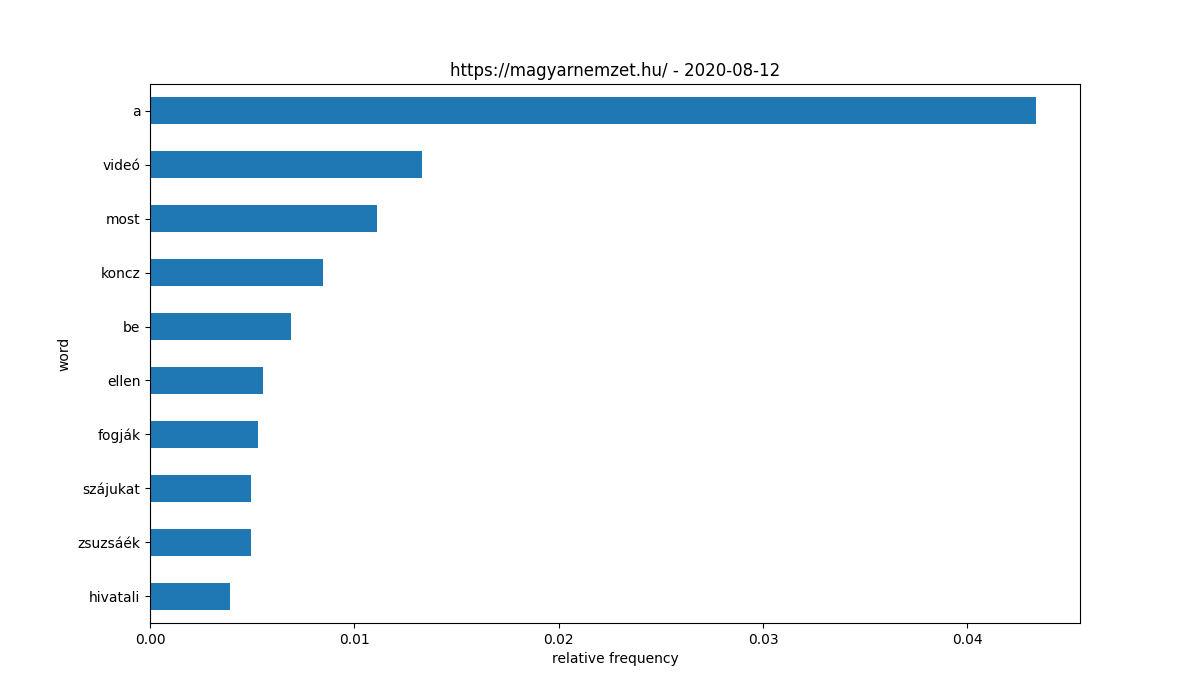 https://magyarnemzet.hu/ - 2020-08-12
a
videó
most
koncz
be
ellen
fogják
szájukat
zsuzsáék
hivatali
word
0.00 0.01 0.02 0.03 0.04
relative frequency